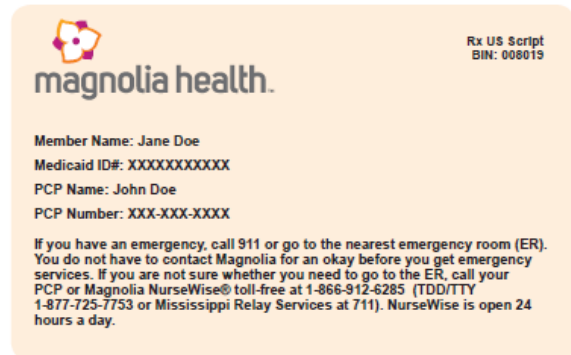 Rx US Script
BIN: 008019
magnolia health™
Member Name: Jane Doe
Medicaid ID#: XXXXXXXXXXX
PCP Name: John Doe
PCP Number: XXX-XXX-XXXX
If you have an emergency, call 911 or go to the nearest emergency room (ER).
You do not have to contact Magnolia for an okay before you get emergency
services. If you are not sure whether you need to go to the ER, call your
PCP or Magnolia NurseWise® toll-free at 1-866-912-6285 (TDD/TTY
1-877-725-7753 or Mississippi Relay Services at 711). NurseWise is open 24
hours a day.